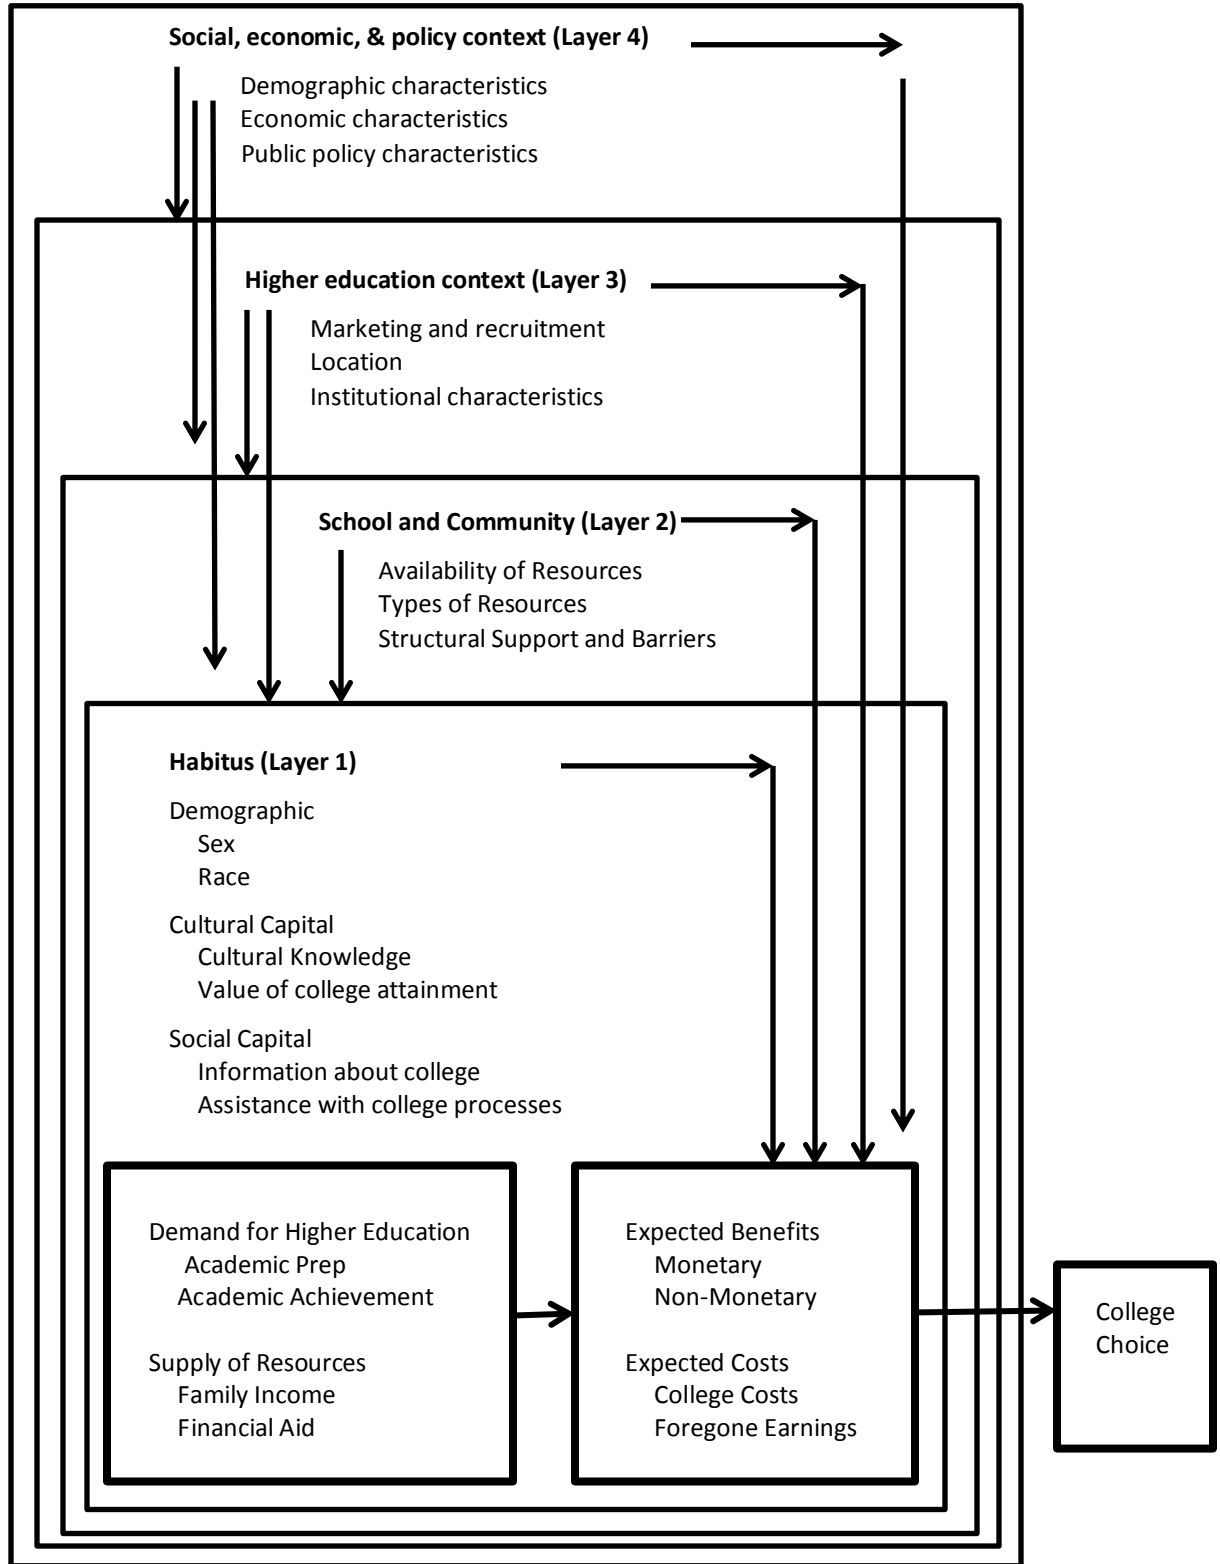 Social, economic, & policy context (Layer 4)
Demographic characteristics
Economic characteristics
Public policy characteristics
Higher education context (Layer 3)
Marketing and recruitment
Location
Institutional characteristics
School and Community (Layer 2)
Availability of Resources
Types of Resources
Structural Support and Barriers
Habitus (Layer 1)
Demographic
Sex
Race
Cultural Capital
Cultural Knowledge
Value of college attainment
Social Capital
Information about college
Assistance with college processes
Demand for Higher Education
Academic Prep
Academic Achievement
Supply of Resources
Family Income
Financial Aid
Expected Benefits
Monetary
Non-Monetary
Expected Costs
College Costs
Foregone Earnings
College
Choice